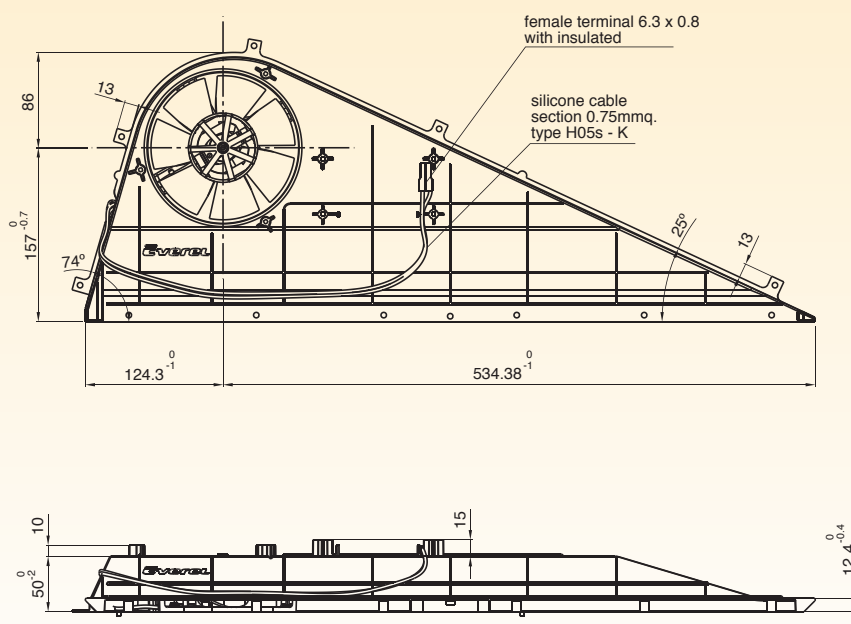 female terminal 6.3 x 0.8
with insulated
13
86
silicone cable
section 0.75mmq.
type H05s - K
0
157 -0.7
25º
13
Everel
74º
0
124.3 -1
0
534.38 -1
10
15
0
50 -2
Everel
0
12.4 -0.4